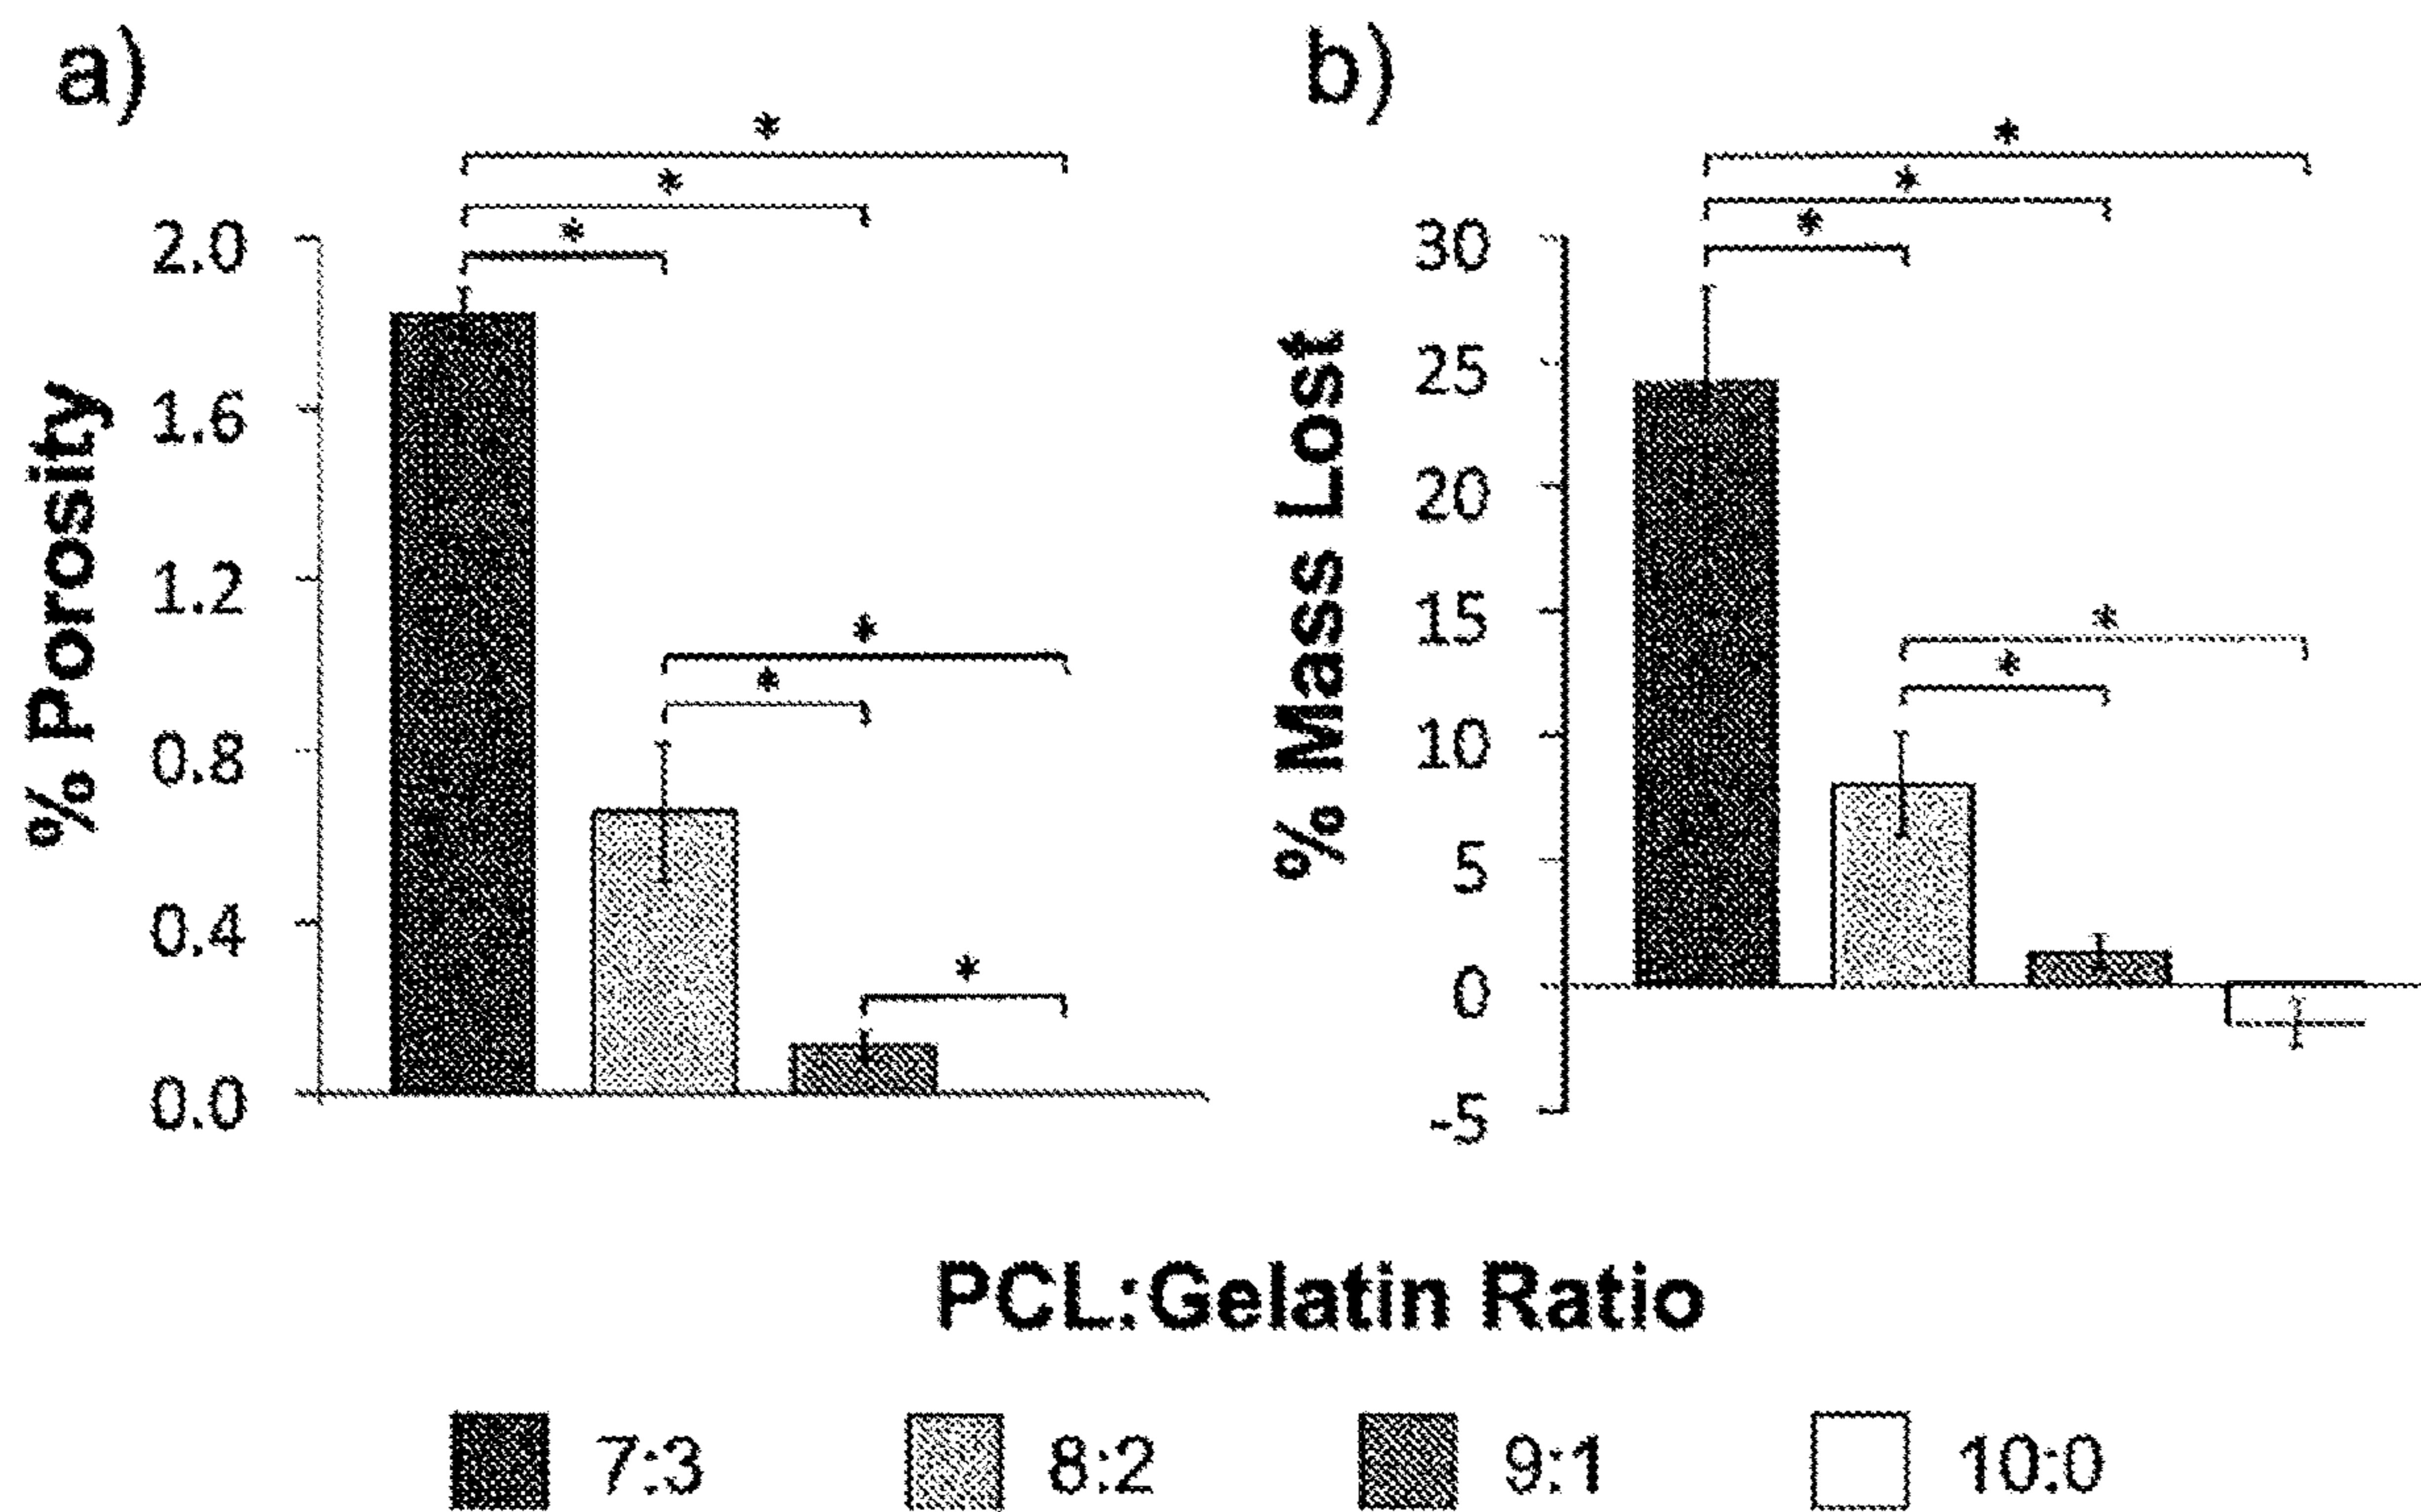 a)
* * *
2.0
1.6
1.2
0.8
0.4
0.0
% Porosity
* *
*
b)
* * *
30
25
20
15
10
5
0
-5
% Mass Lost
* *
PCL:Gelatin Ratio
7:3 8:2 9:1 10:0